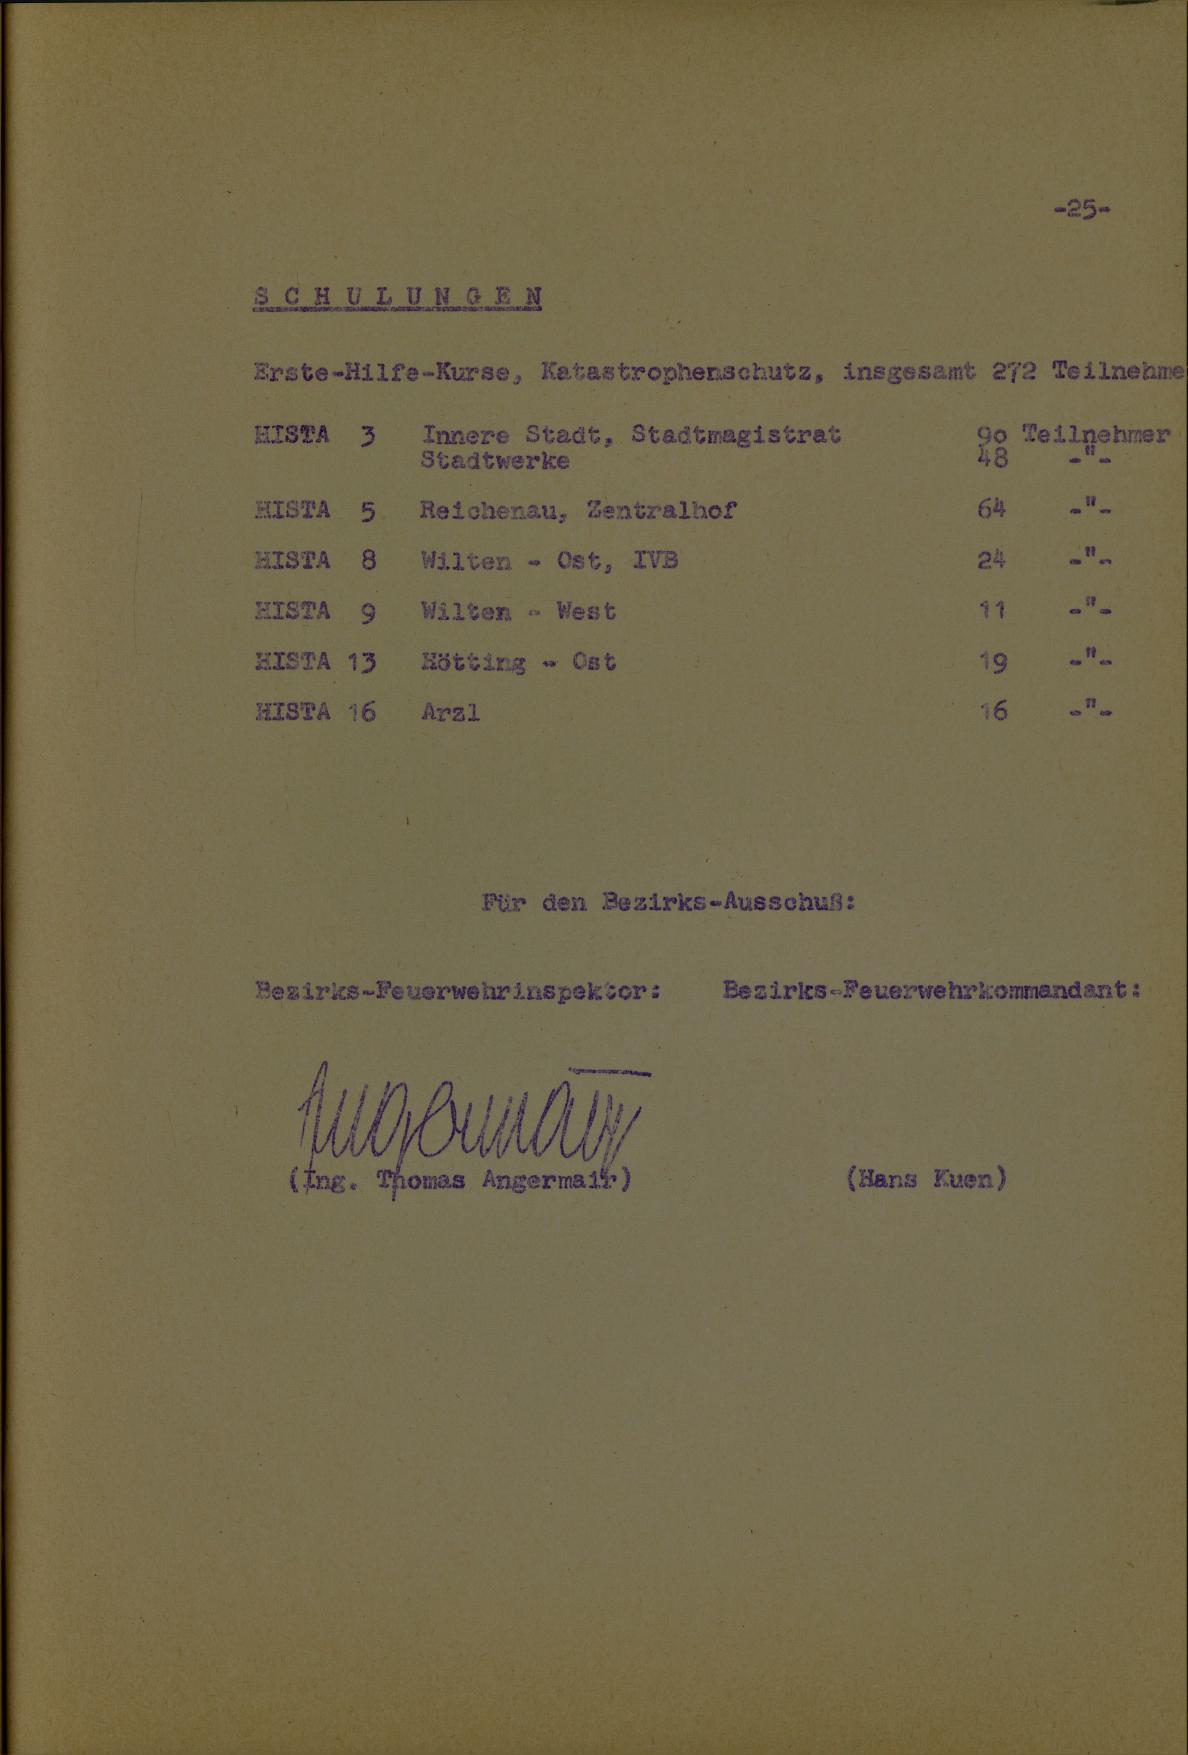 -25-
SCHULUNGEN
Erste-Hilfe-Kurse, Katastrophenschutz, insgesamt 272 Teilnehme
HISTA 3 Innere Stadt, Stadtmagistrat 9o Teilnehmer
Stadtwerke 48 -"-
HISTA 5 Reichenau, Zentralhof 64 -"-
HISTA 8 Wilten - Ost, IVB 24 -"-
HISTA 9 Wilten - West 11 -"-
HISTA 13 Hötting - Ost 19 -"-
HISTA 16 Arzl 16 -"-
Für den Bezirks-Ausschuß:
Bezirks-Feuerwehrinspektor: Bezirks-Feuerwehrkommandant:
Angermair
(Ing. Thomas Angermair) (Hans Kuen)